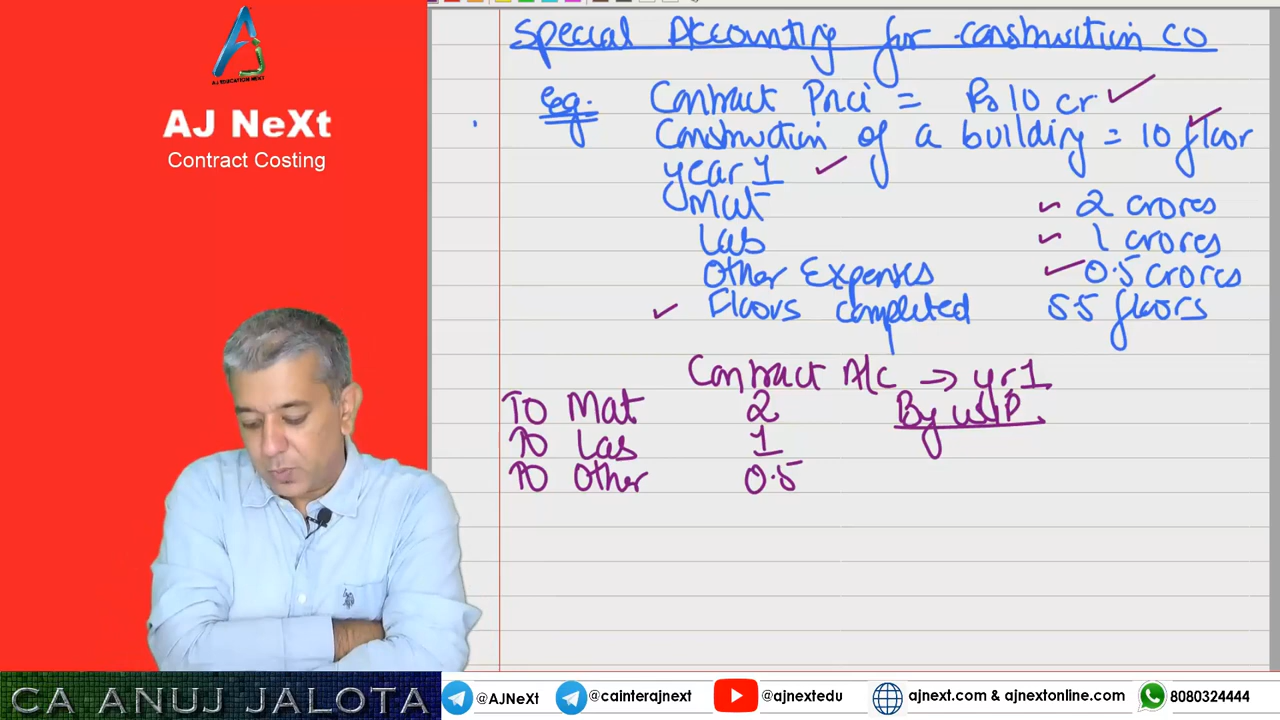 AJ EDUCATION NEXT
AJ NeXt
Contract Costing
Special Accounting for construction CO
eg. Contract Price = Rs 10 cr.
Construction of a building = 10 floor
year 1
Mat 2 crores
Lab 1 crores
Other Expenses 0.5 crores
Floors completed 5.5 floors
Contract A/C → yr 1
To Mat 2 By WIP
To Lab 1
To Other 0.5
CA ANUJ JALOTA
@AJNeXt @cainterajnext @ajnextedu ajnext.com & ajnextonline.com 8080324444